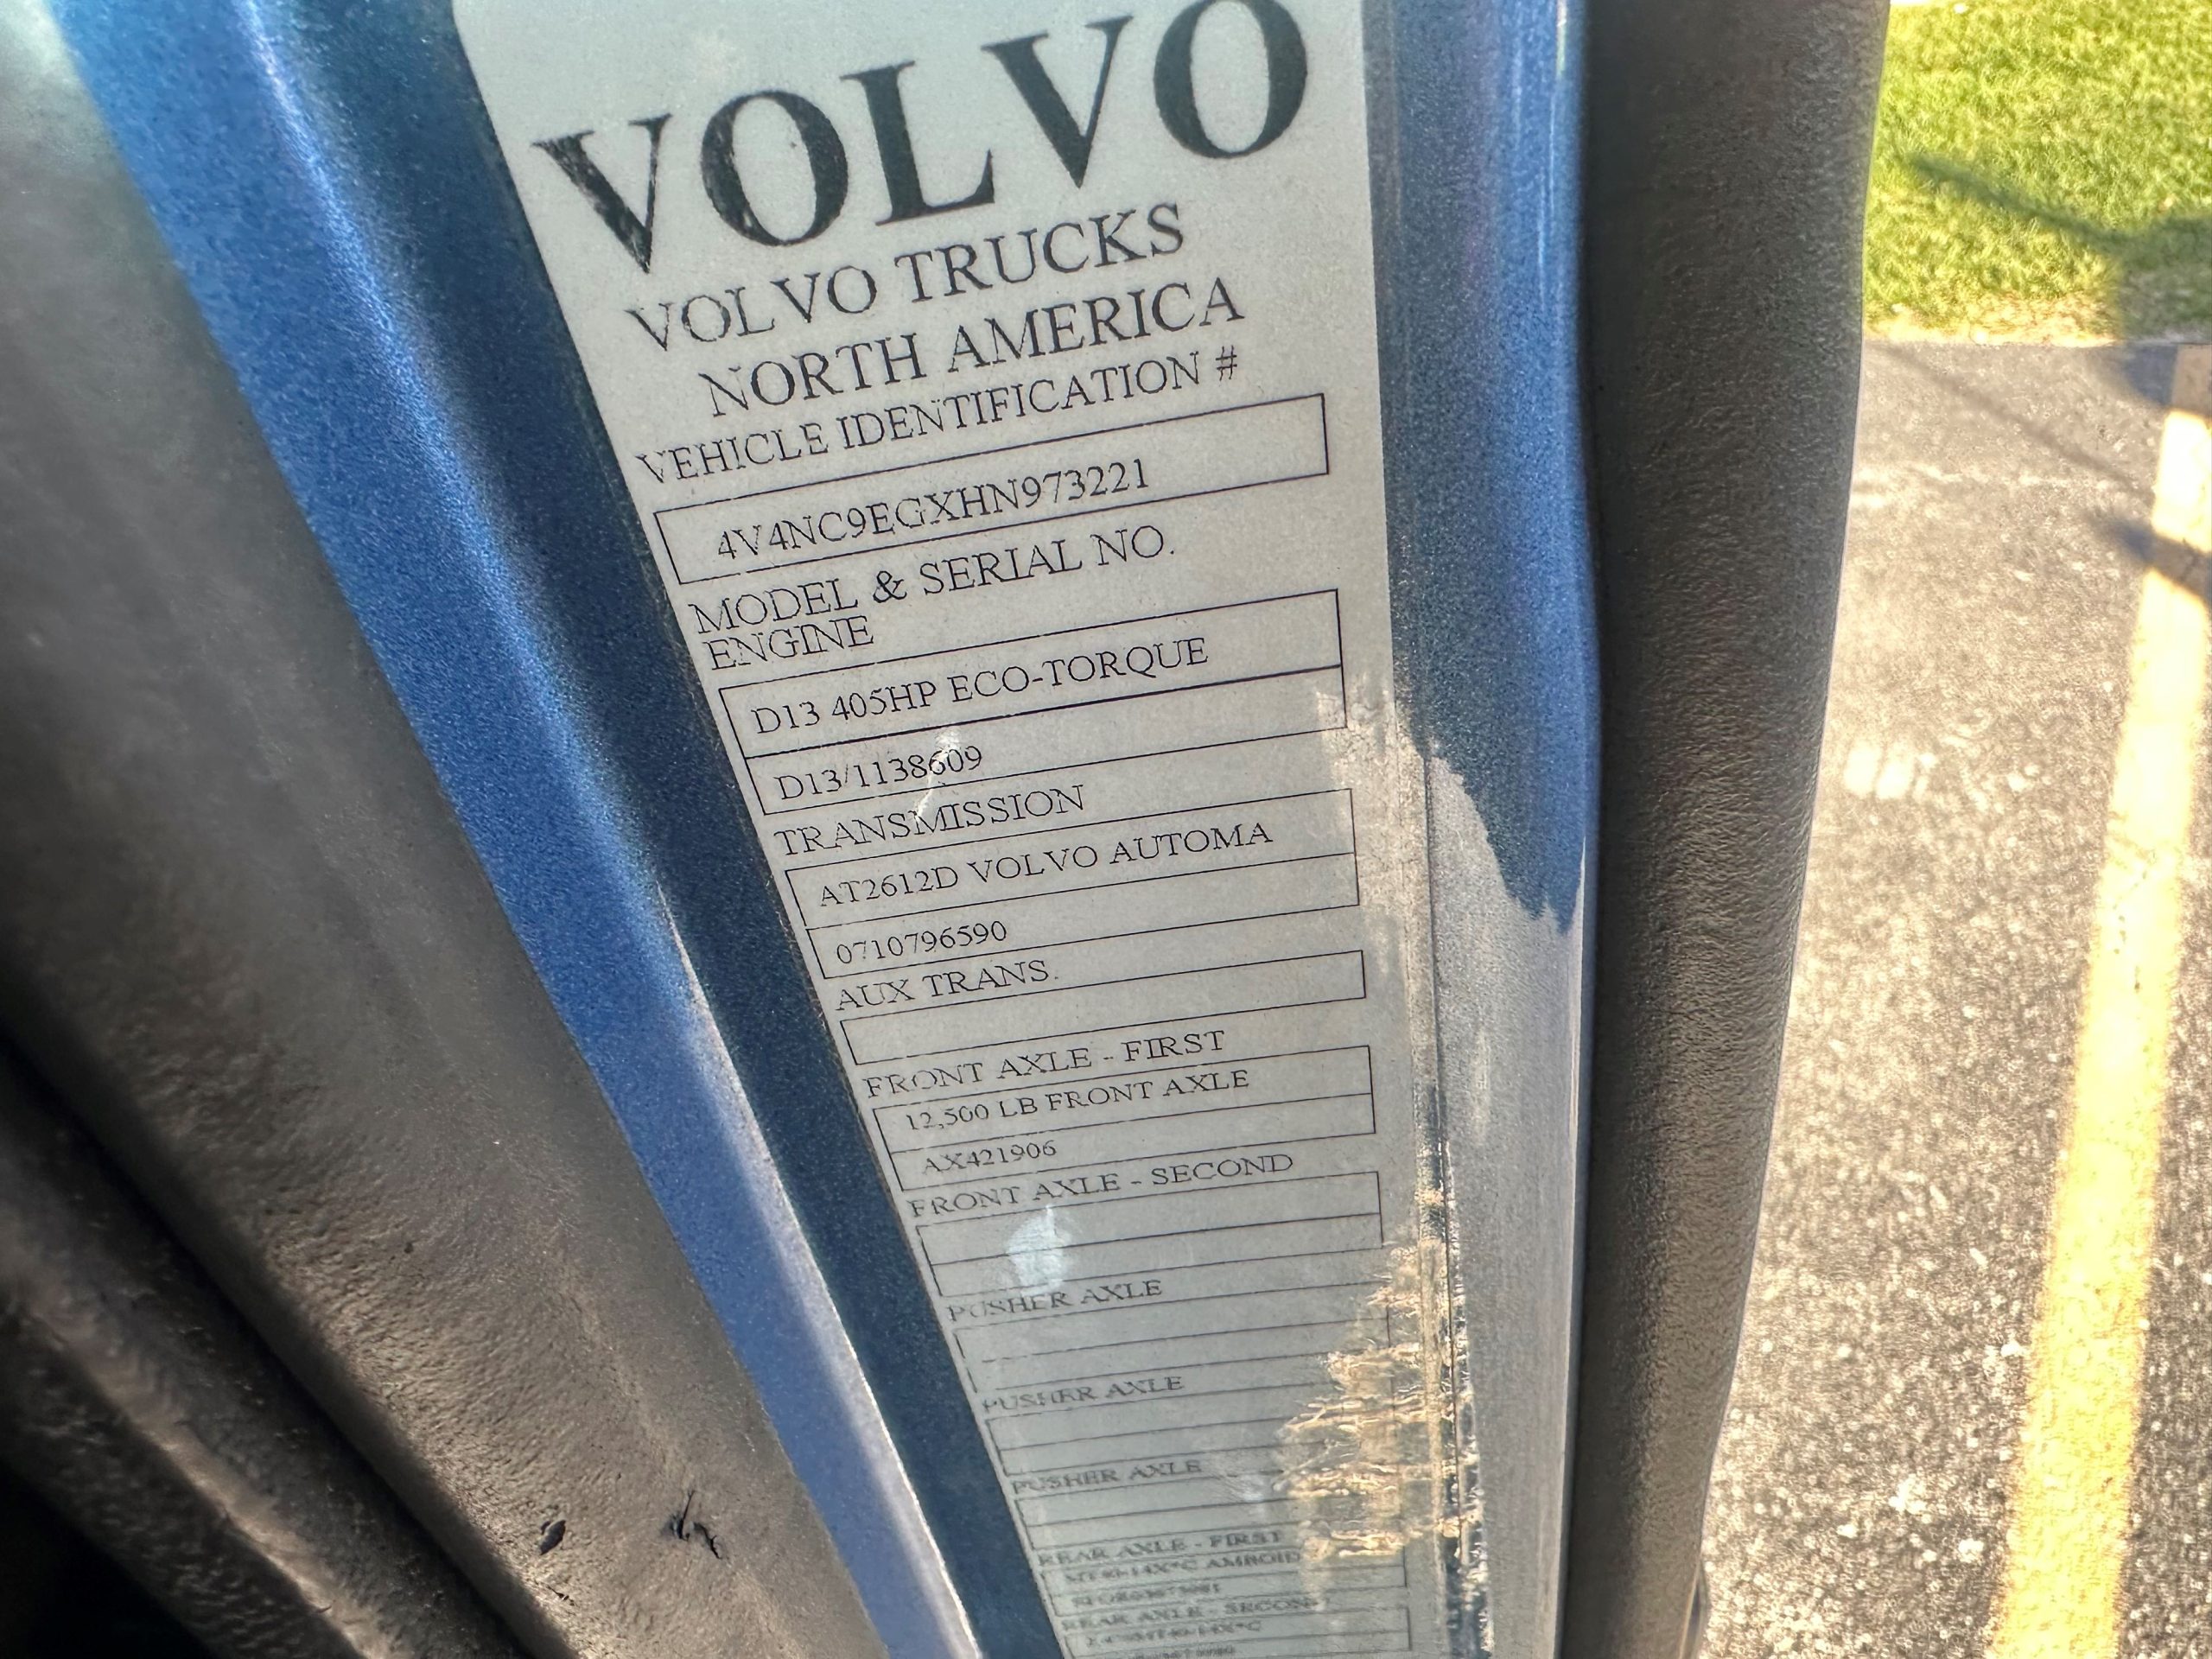 VOLVO
VOLVO TRUCKS
NORTH AMERICA
VEHICLE IDENTIFICATION #
4V4NC9EGXHN973221
MODEL & SERIAL NO.
ENGINE
D13 405HP ECO-TORQUE
D13/1138609
TRANSMISSION
AT2612D VOLVO AUTOMA
0710796590
AUX TRANS.
FRONT AXLE - FIRST
12,500 LB FRONT AXLE
AX421906
FRONT AXLE - SECOND
PUSHER AXLE
PUSHER AXLE
PUSHER AXLE
REAR AXLE - FIRST
REAR AXLE - SECOND